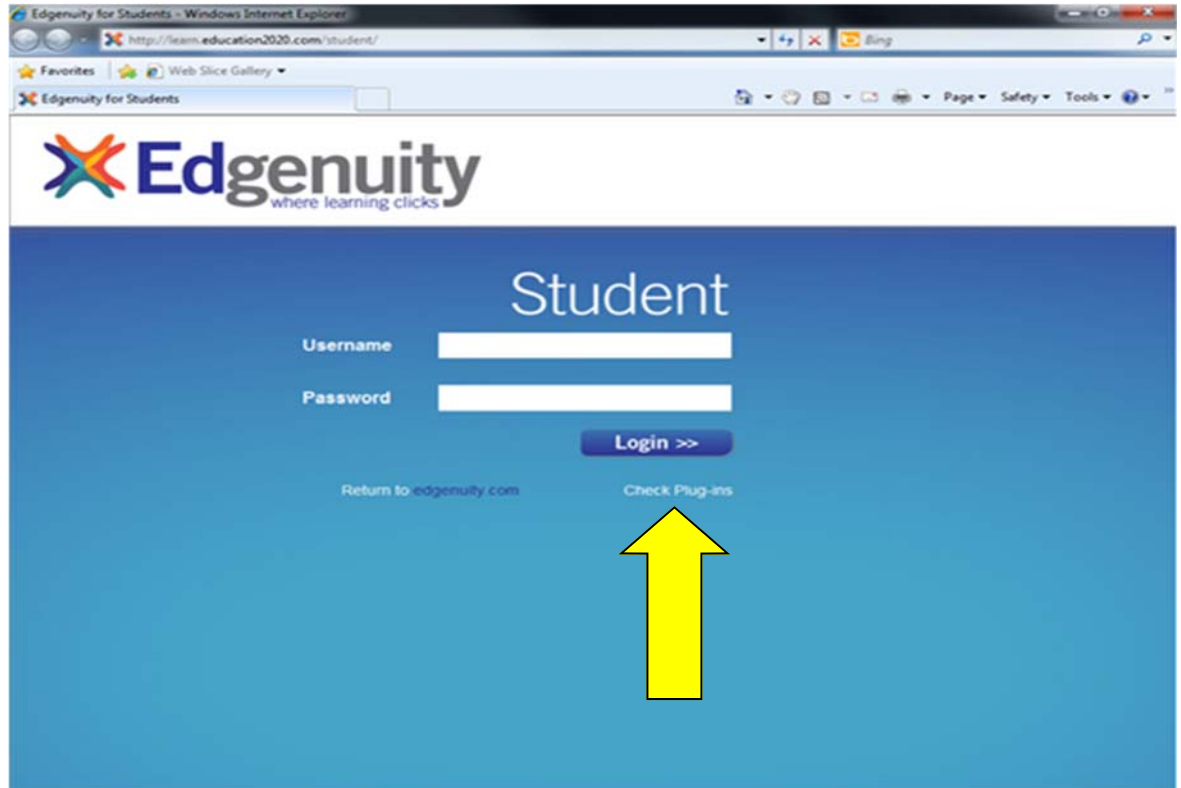 Edgenuity for Students - Windows Internet Explorer
http://learn.education2020.com/student/ Bing
Favorites Web Slice Gallery
Edgenuity for Students Page Safety Tools
Edgenuity
where learning clicks
Student
Username
Password
Login >>
Return to edgenuity.com Check Plug-ins